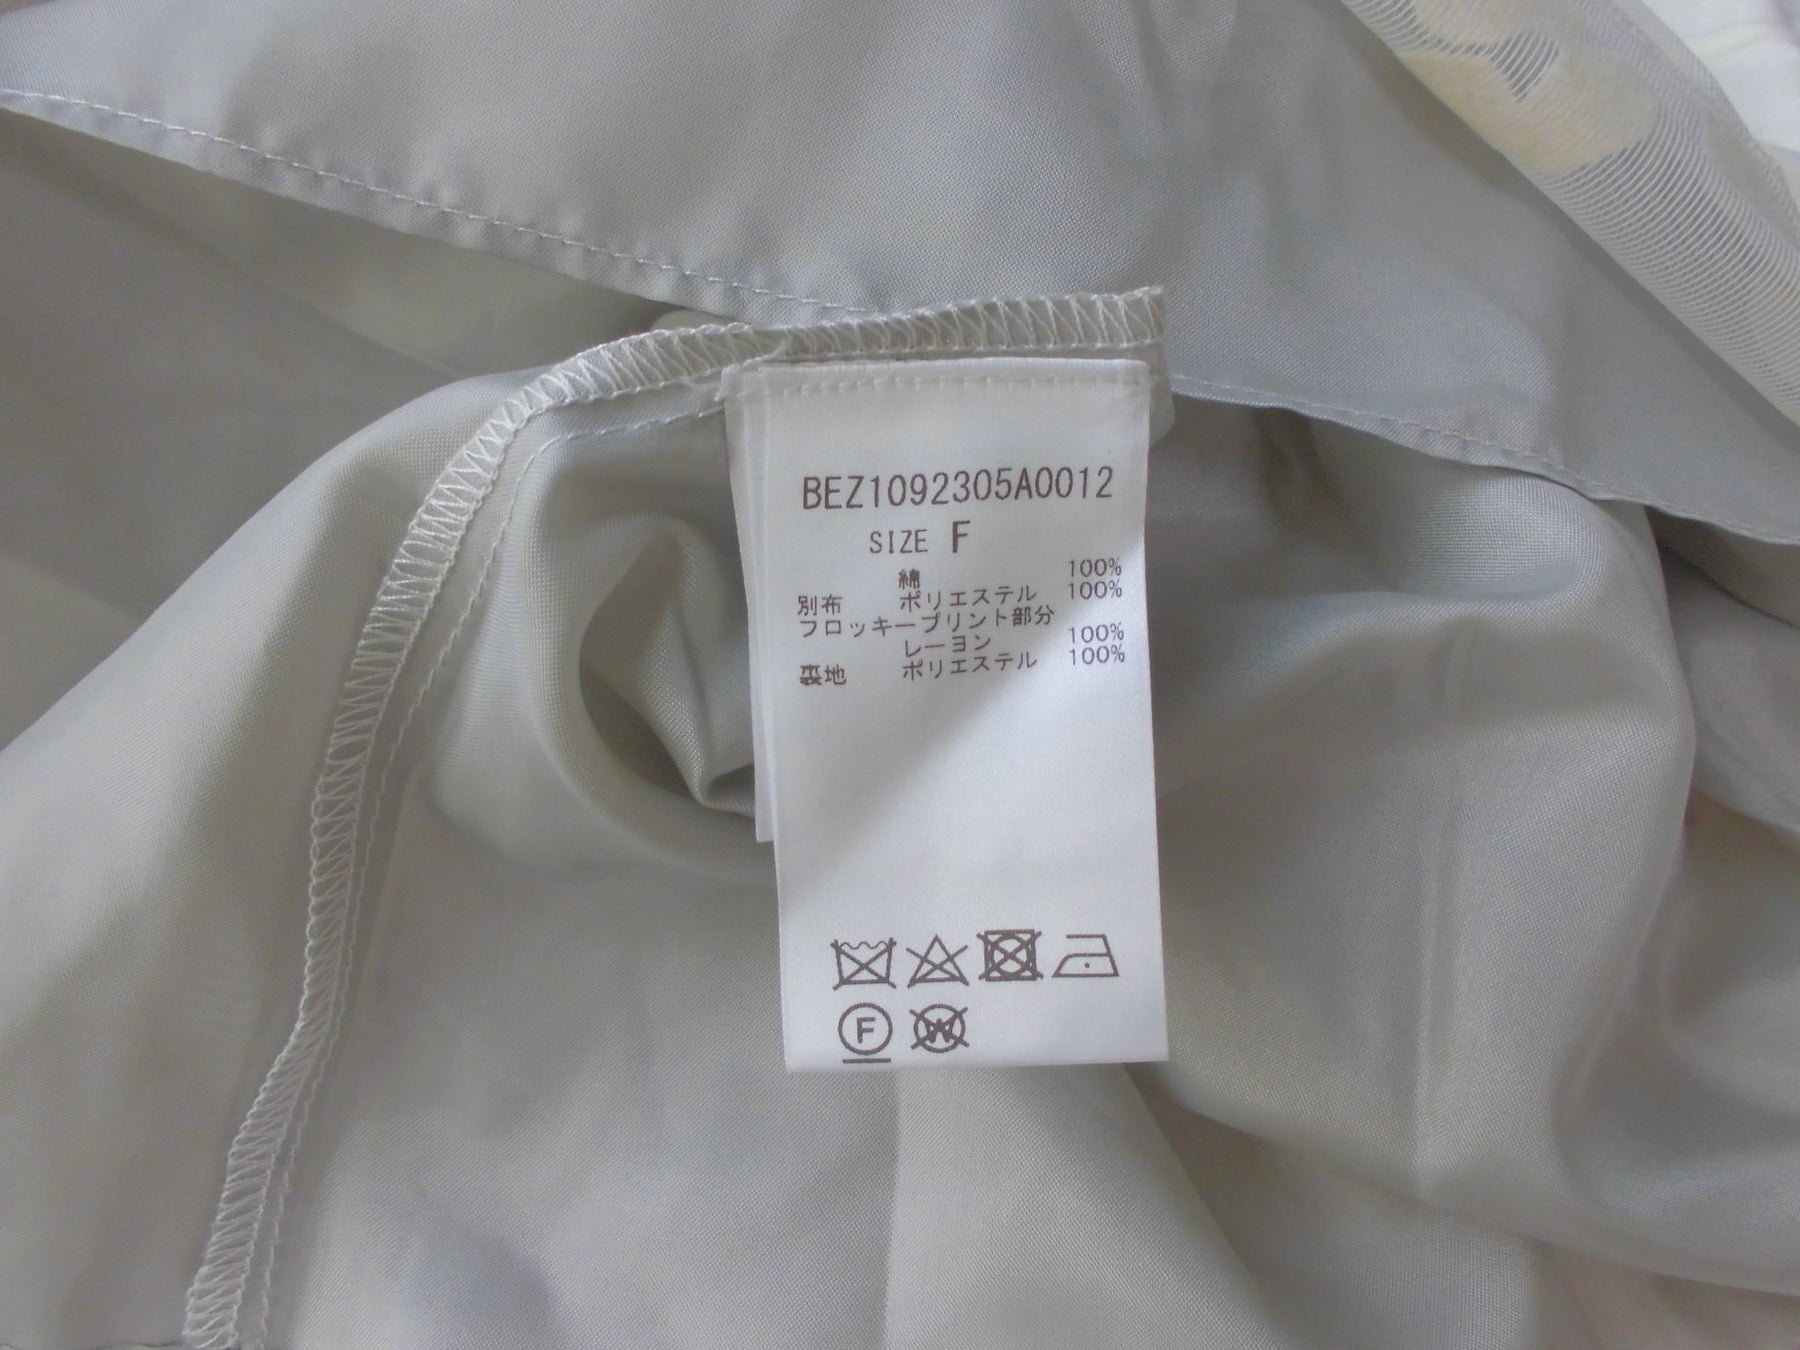 BEZ1092305A0012
SIZE F
綿 100%
別布 ポリエステル 100%
フロッキープリント部分
レーヨン 100%
裏地 ポリエステル 100%
F W